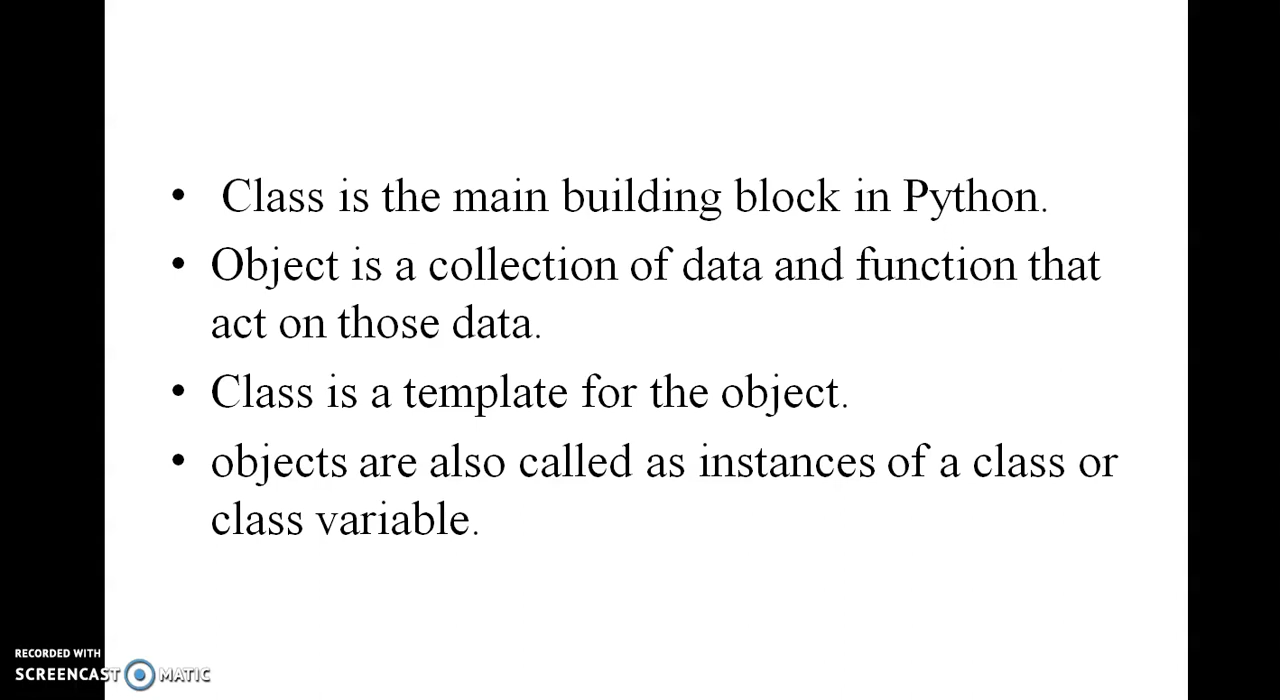 • Class is the main building block in Python.
• Object is a collection of data and function that
act on those data.
• Class is a template for the object.
• objects are also called as instances of a class or
class variable.
RECORDED WITH
SCREENCAST MATIC